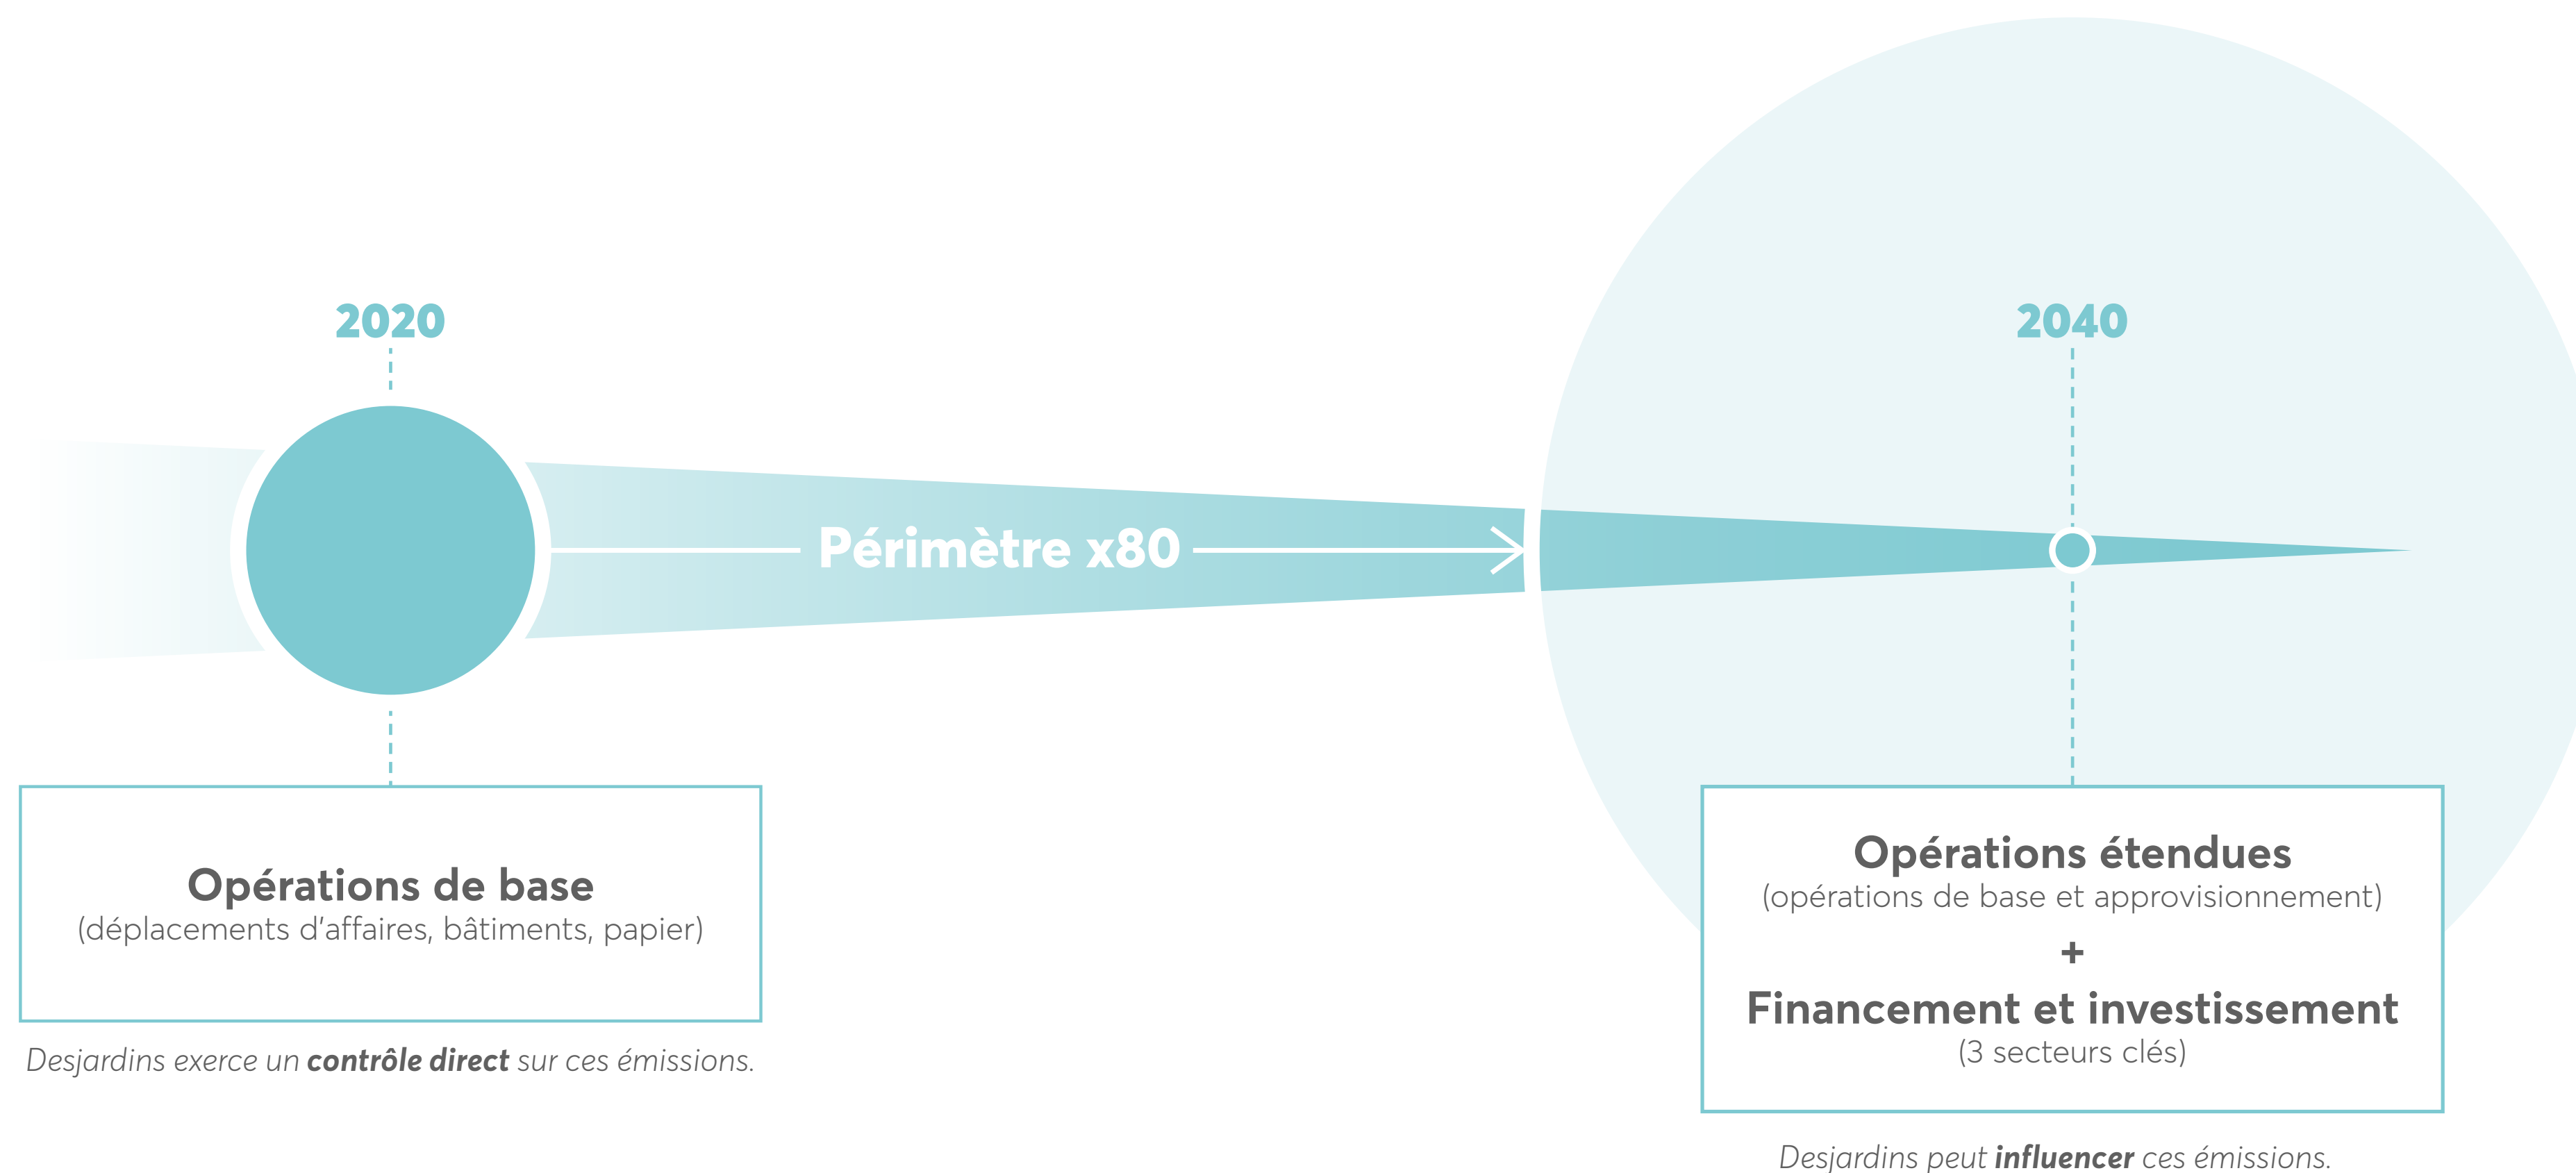 2020
2040
Périmètre x80
Opérations de base
(déplacements d'affaires, bâtiments, papier)
Desjardins exerce un contrôle direct sur ces émissions.
Opérations étendues
(opérations de base et approvisionnement)
+
Financement et investissement
(3 secteurs clés)
Desjardins peut influencer ces émissions.